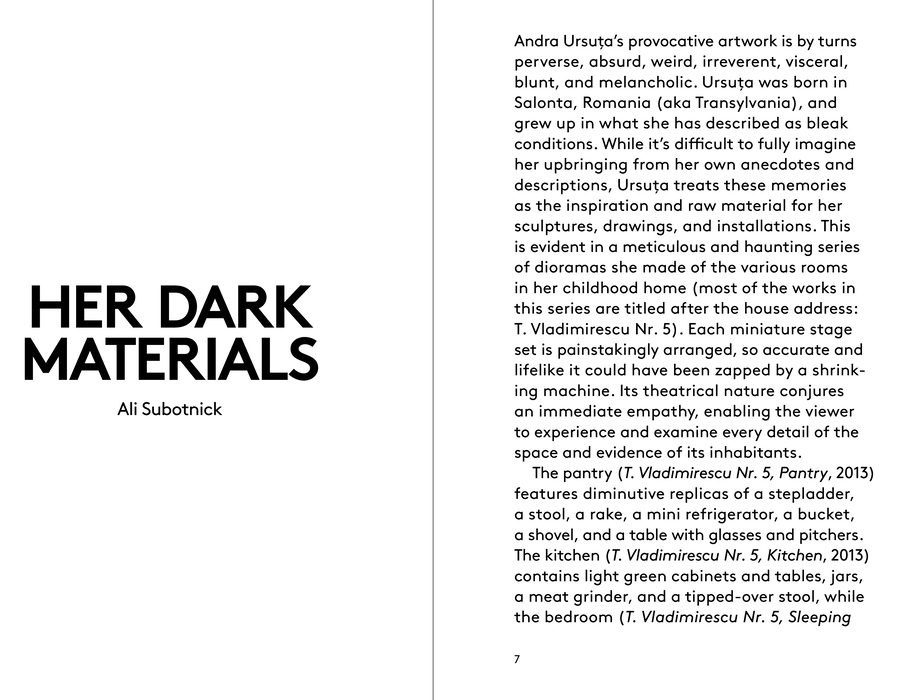 HER DARK
MATERIALS
Ali Subotnick
Andra Ursuţa’s provocative artwork is by turns
perverse, absurd, weird, irreverent, visceral,
blunt, and melancholic. Ursuţa was born in
Salonta, Romania (aka Transylvania), and
grew up in what she has described as bleak
conditions. While it’s difficult to fully imagine
her upbringing from her own anecdotes and
descriptions, Ursuţa treats these memories
as the inspiration and raw material for her
sculptures, drawings, and installations. This
is evident in a meticulous and haunting series
of dioramas she made of the various rooms
in her childhood home (most of the works in
this series are titled after the house address:
T. Vladimirescu Nr. 5). Each miniature stage
set is painstakingly arranged, so accurate and
lifelike it could have been zapped by a shrink-
ing machine. Its theatrical nature conjures
an immediate empathy, enabling the viewer
to experience and examine every detail of the
space and evidence of its inhabitants.
The pantry (T. Vladimirescu Nr. 5, Pantry, 2013)
features diminutive replicas of a stepladder,
a stool, a rake, a mini refrigerator, a bucket,
a shovel, and a table with glasses and pitchers.
The kitchen (T. Vladimirescu Nr. 5, Kitchen, 2013)
contains light green cabinets and tables, jars,
a meat grinder, and a tipped-over stool, while
the bedroom (T. Vladimirescu Nr. 5, Sleeping
7